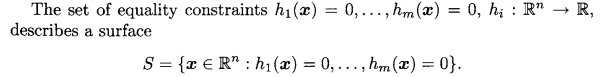 The set of equality constraints h₁(x) = 0, . . . , hₘ(x) = 0, hᵢ : ℝⁿ → ℝ,
describes a surface
S = {x ∈ ℝⁿ : h₁(x) = 0, . . . , hₘ(x) = 0}.